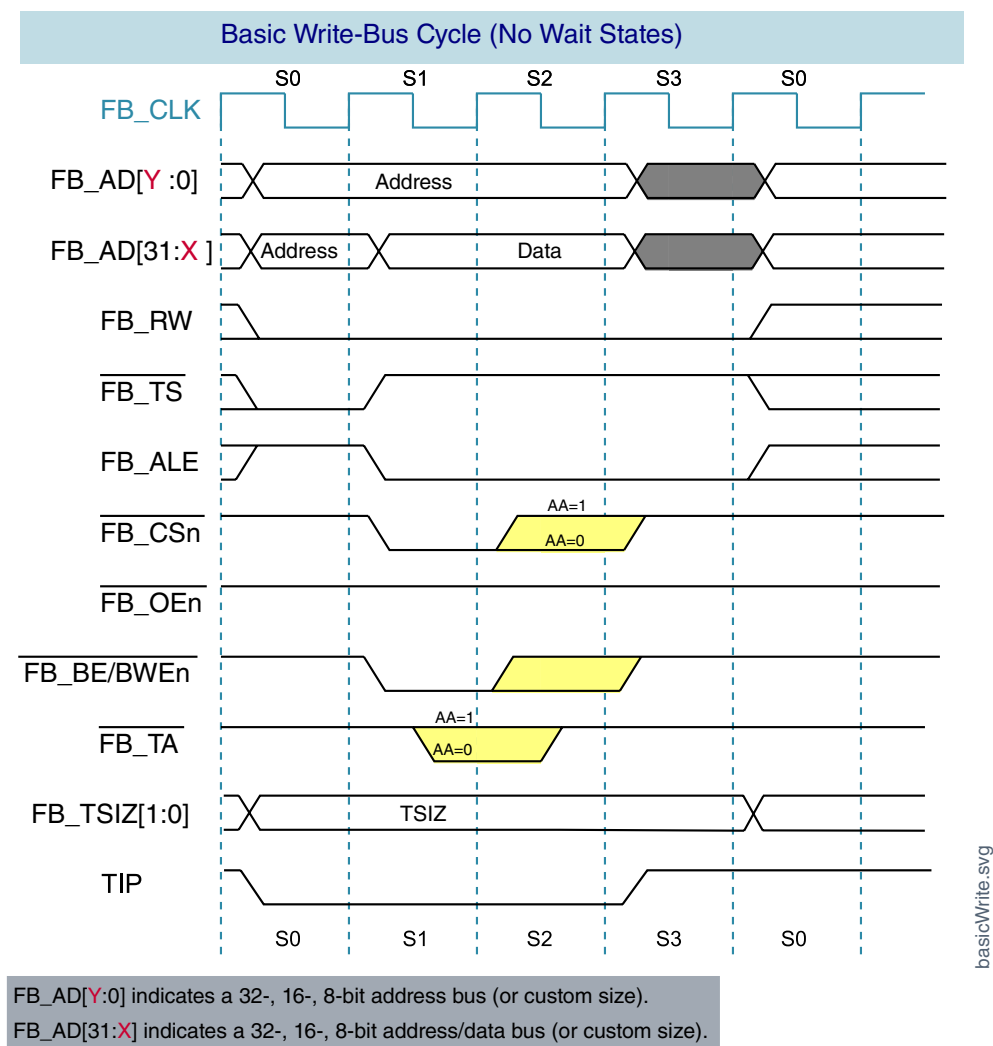 Basic Write-Bus Cycle (No Wait States)
S0 S1 S2 S3 S0
FB_CLK
FB_AD[Y :0] Address
FB_AD[31:X ] Address Data
FB_RW
FB_TS
FB_ALE
AA=1
FB_CSn AA=0
FB_OEn
FB_BE/BWEn
AA=1
FB_TA AA=0
FB_TSIZ[1:0] TSIZ
TIP
S0 S1 S2 S3 S0
basicWrite.svg
FB_AD[Y:0] indicates a 32-, 16-, 8-bit address bus (or custom size).
FB_AD[31:X] indicates a 32-, 16-, 8-bit address/data bus (or custom size).